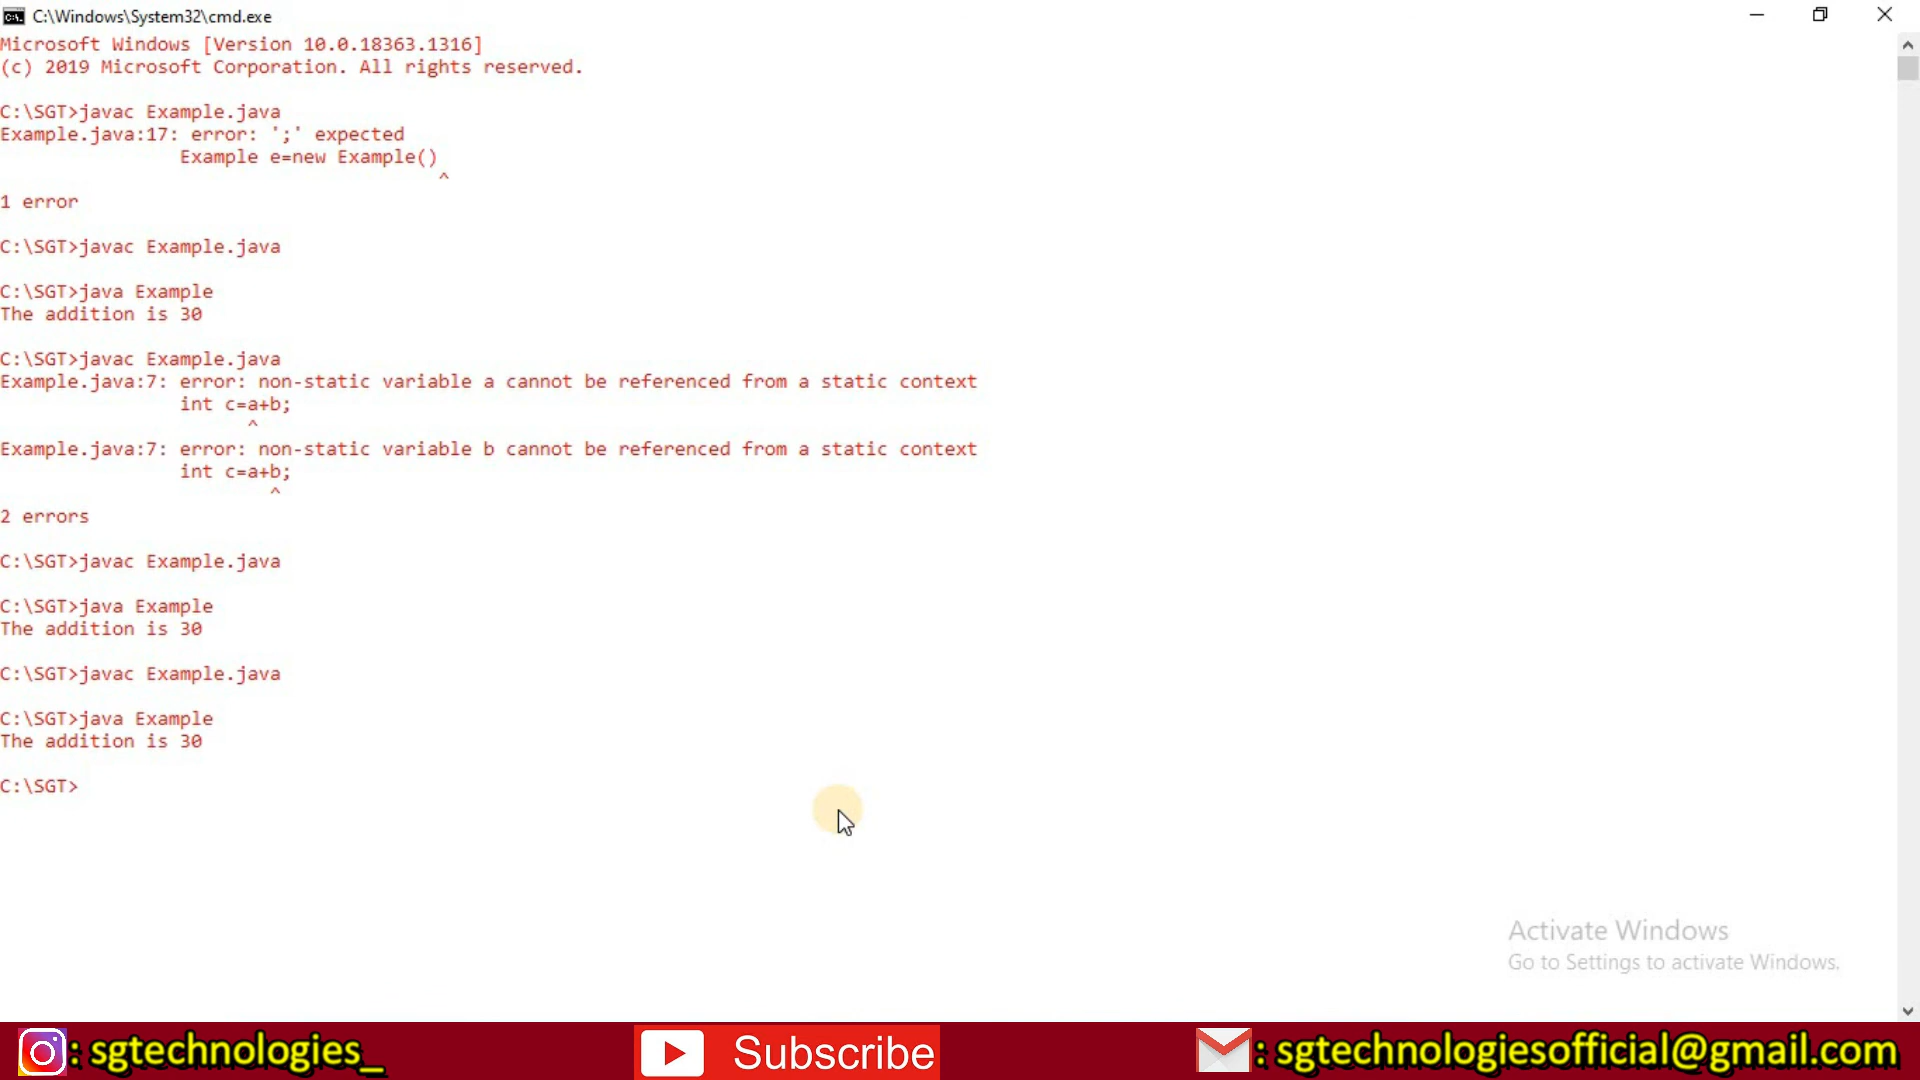 C:\Windows\System32\cmd.exe
Microsoft Windows [Version 10.0.18363.1316]
(c) 2019 Microsoft Corporation. All rights reserved.
C:\SGT>javac Example.java
Example.java:17: error: ';' expected
Example e=new Example()
^
1 error
C:\SGT>javac Example.java
C:\SGT>java Example
The addition is 30
C:\SGT>javac Example.java
Example.java:7: error: non-static variable a cannot be referenced from a static context
int c=a+b;
^
Example.java:7: error: non-static variable b cannot be referenced from a static context
int c=a+b;
^
2 errors
C:\SGT>javac Example.java
C:\SGT>java Example
The addition is 30
C:\SGT>javac Example.java
C:\SGT>java Example
The addition is 30
C:\SGT>
Activate Windows
Go to Settings to activate Windows.
: sgtechnologies_
Subscribe
: sgtechnologiesofficial@gmail.com